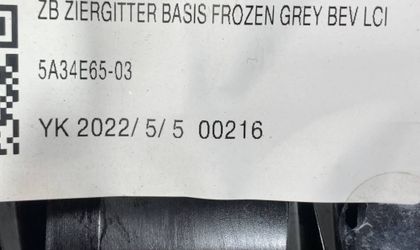 ZB ZIERGITTER BASIS FROZEN GREY BEV LCI
5A34E65-03
YK 2022/ 5/ 5 00216